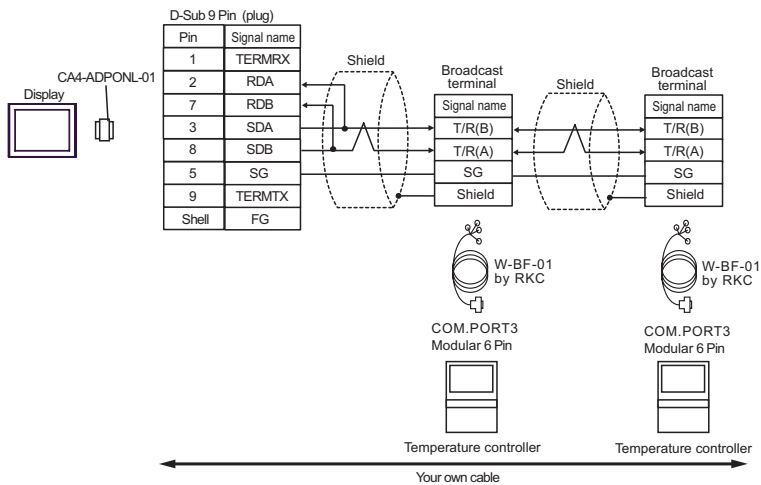 D-Sub 9 Pin (plug)
Pin Signal name
1 TERMRX
2 RDA
7 RDB
3 SDA
8 SDB
5 SG
9 TERMTX
Shell FG
CA4-ADPONL-01
Display
Shield
Broadcast
terminal
Signal name
T/R(B)
T/R(A)
SG
Shield
Shield
Broadcast
terminal
Signal name
T/R(B)
T/R(A)
SG
Shield
W-BF-01
by RKC
W-BF-01
by RKC
COM.PORT3
Modular 6 Pin
COM.PORT3
Modular 6 Pin
Temperature controller
Temperature controller
Your own cable